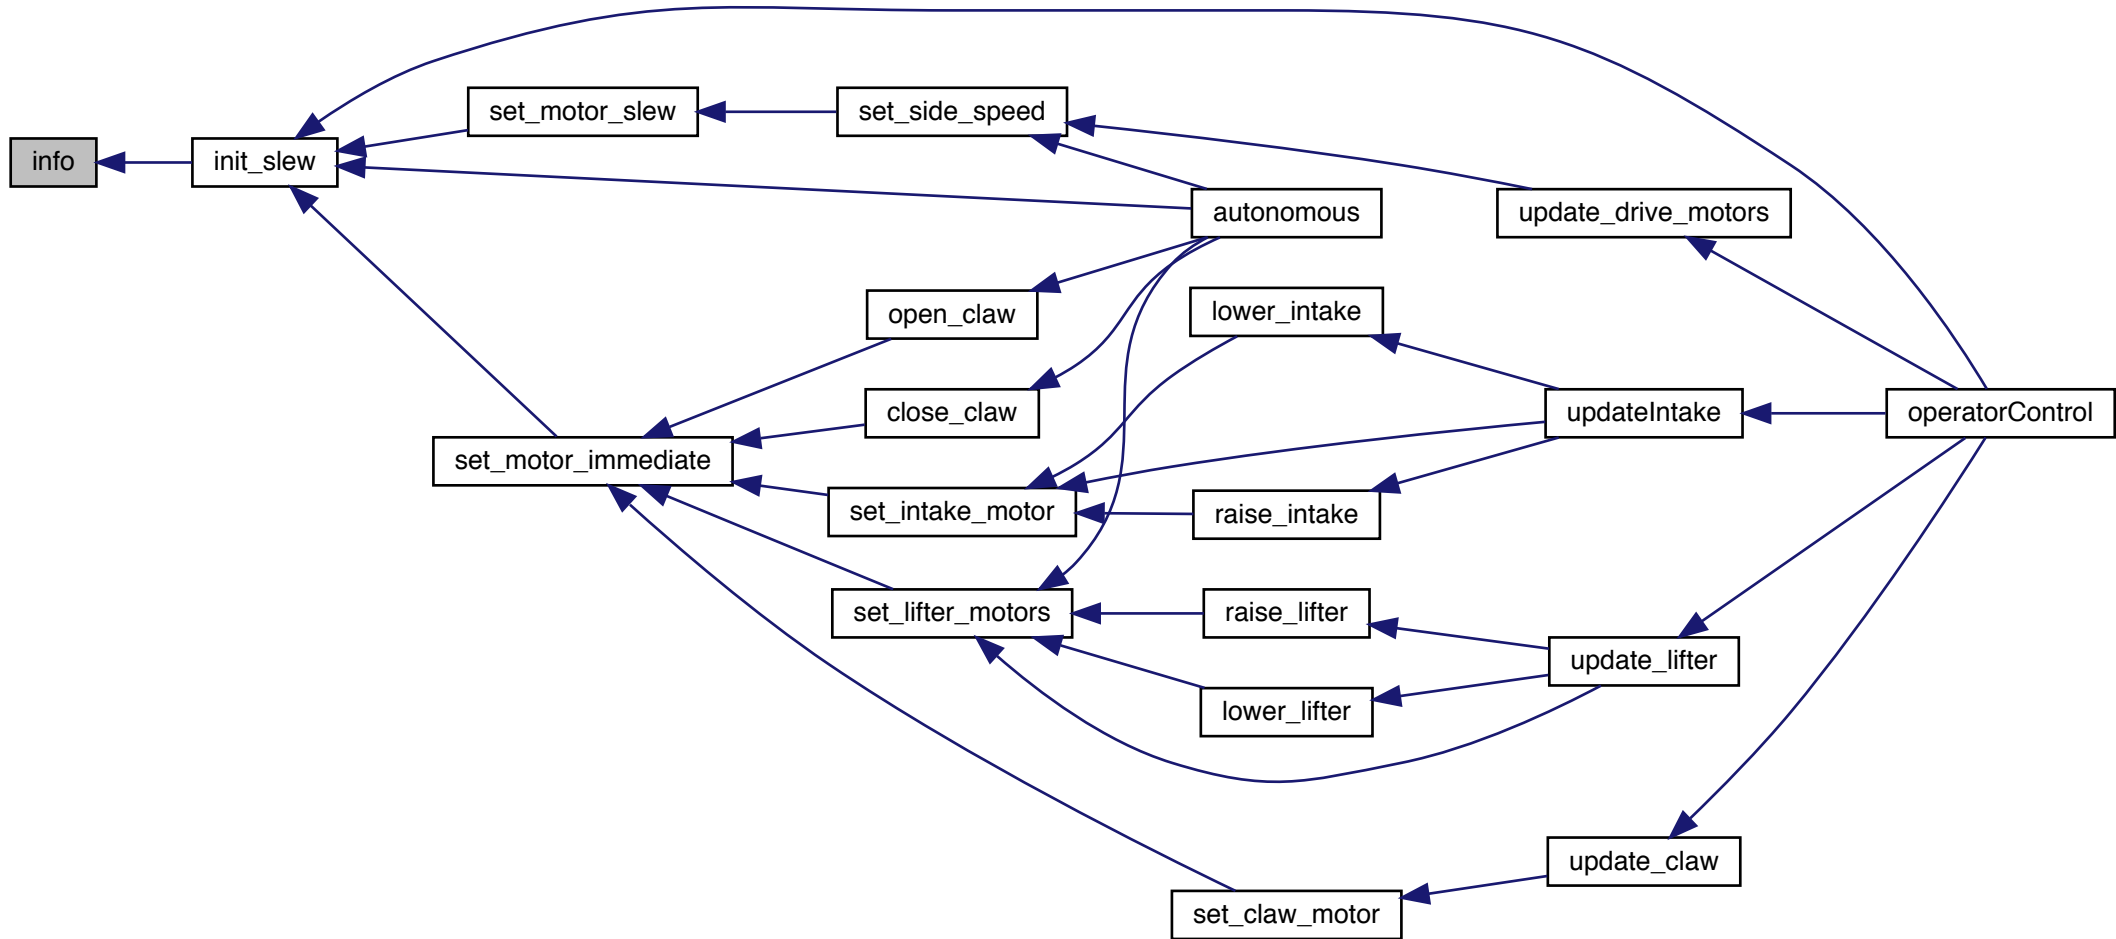 info
init_slew
set_motor_slew
set_side_speed
autonomous
update_drive_motors
open_claw
lower_intake
close_claw
updateIntake
operatorControl
set_motor_immediate
set_intake_motor
raise_intake
set_lifter_motors
raise_lifter
update_lifter
lower_lifter
update_claw
set_claw_motor